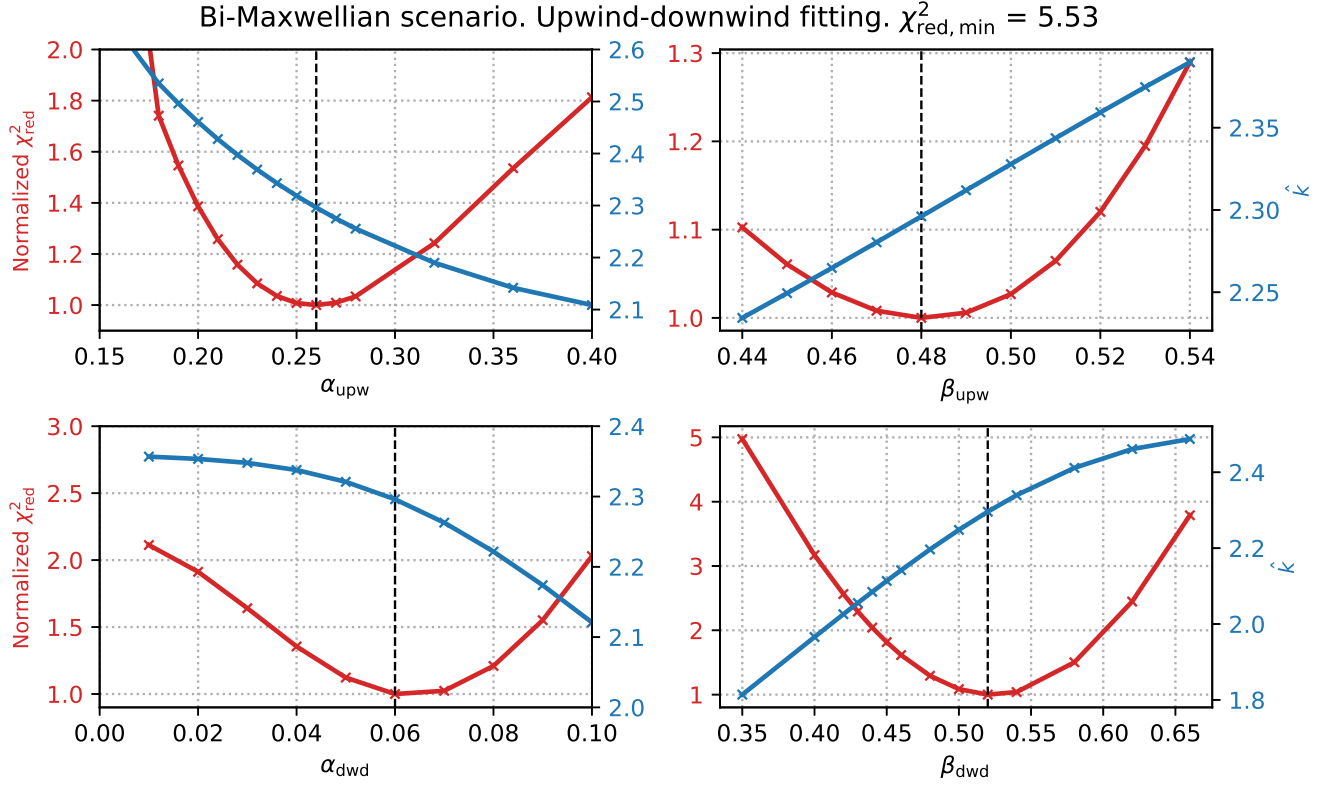 Bi-Maxwellian scenario. Upwind-downwind fitting. χ²red, min = 5.53
Normalized χ²red
2.0
1.8
1.6
1.4
1.2
1.0
2.6
2.5
2.4
2.3
2.2
2.1
0.15 0.20 0.25 0.30 0.35 0.40
αupw
1.3
1.2
1.1
1.0
2.35
2.30
2.25
k̂
0.44 0.46 0.48 0.50 0.52 0.54
βupw
Normalized χ²red
3.0
2.5
2.0
1.5
1.0
2.4
2.3
2.2
2.1
2.0
0.00 0.02 0.04 0.06 0.08 0.10
αdwd
5
4
3
2
1
2.4
2.2
2.0
1.8
k̂
0.35 0.40 0.45 0.50 0.55 0.60 0.65
βdwd